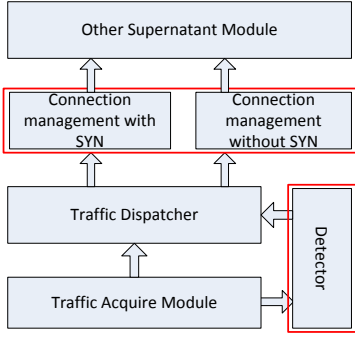 Other Supernatant Module
Connection
management with
SYN
Connection
management
without SYN
Traffic Dispatcher
Detector
Traffic Acquire Module